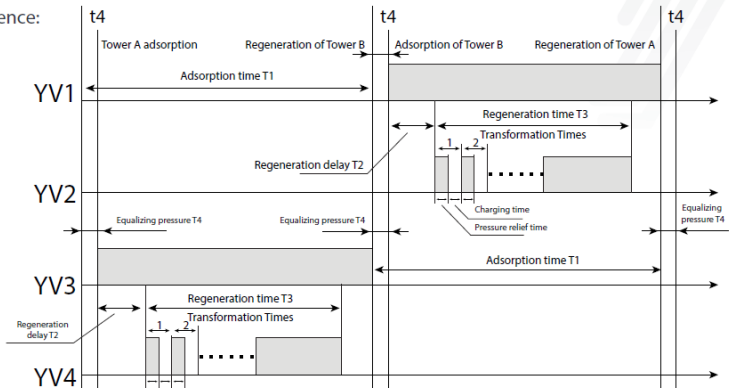 ence:
t4
t4
t4
Tower A adsorption
Regeneration of Tower B
Adsorption of Tower B
Regeneration of Tower A
Adsorption time T1
YV1
Regeneration time T3
Transformation Times
1
2
Regeneration delay T2
YV2
Charging time
Pressure relief time
Equalizing pressure T4
Equalizing pressure T4
Equalizing
pressure T4
Adsorption time T1
YV3
Regeneration time T3
Transformation Times
Regeneration
delay T2
1
2
YV4